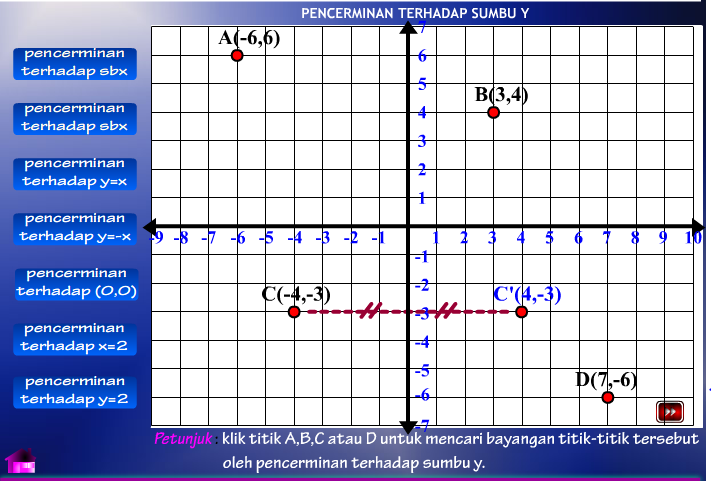 PENCERMINAN TERHADAP SUMBU Y
pencerminan
terhadap sbx
pencerminan
terhadap sbx
pencerminan
terhadap y=x
pencerminan
terhadap y=-x
pencerminan
terhadap (0,0)
pencerminan
terhadap x=2
pencerminan
terhadap y=2
7
A(-6,6)
6
5
B(3,4)
4
3
2
1
-9 -8 -7 -6 -5 -4 -3 -2 -1 1 2 3 4 5 6 7 8 9 10
-1
-2
C(-4,-3) C'(4,-3)
-3
-4
-5
D(7,-6)
-6
-7
Petunjuk : klik titik A,B,C atau D untuk mencari bayangan titik-titik tersebut
oleh pencerminan terhadap sumbu y.